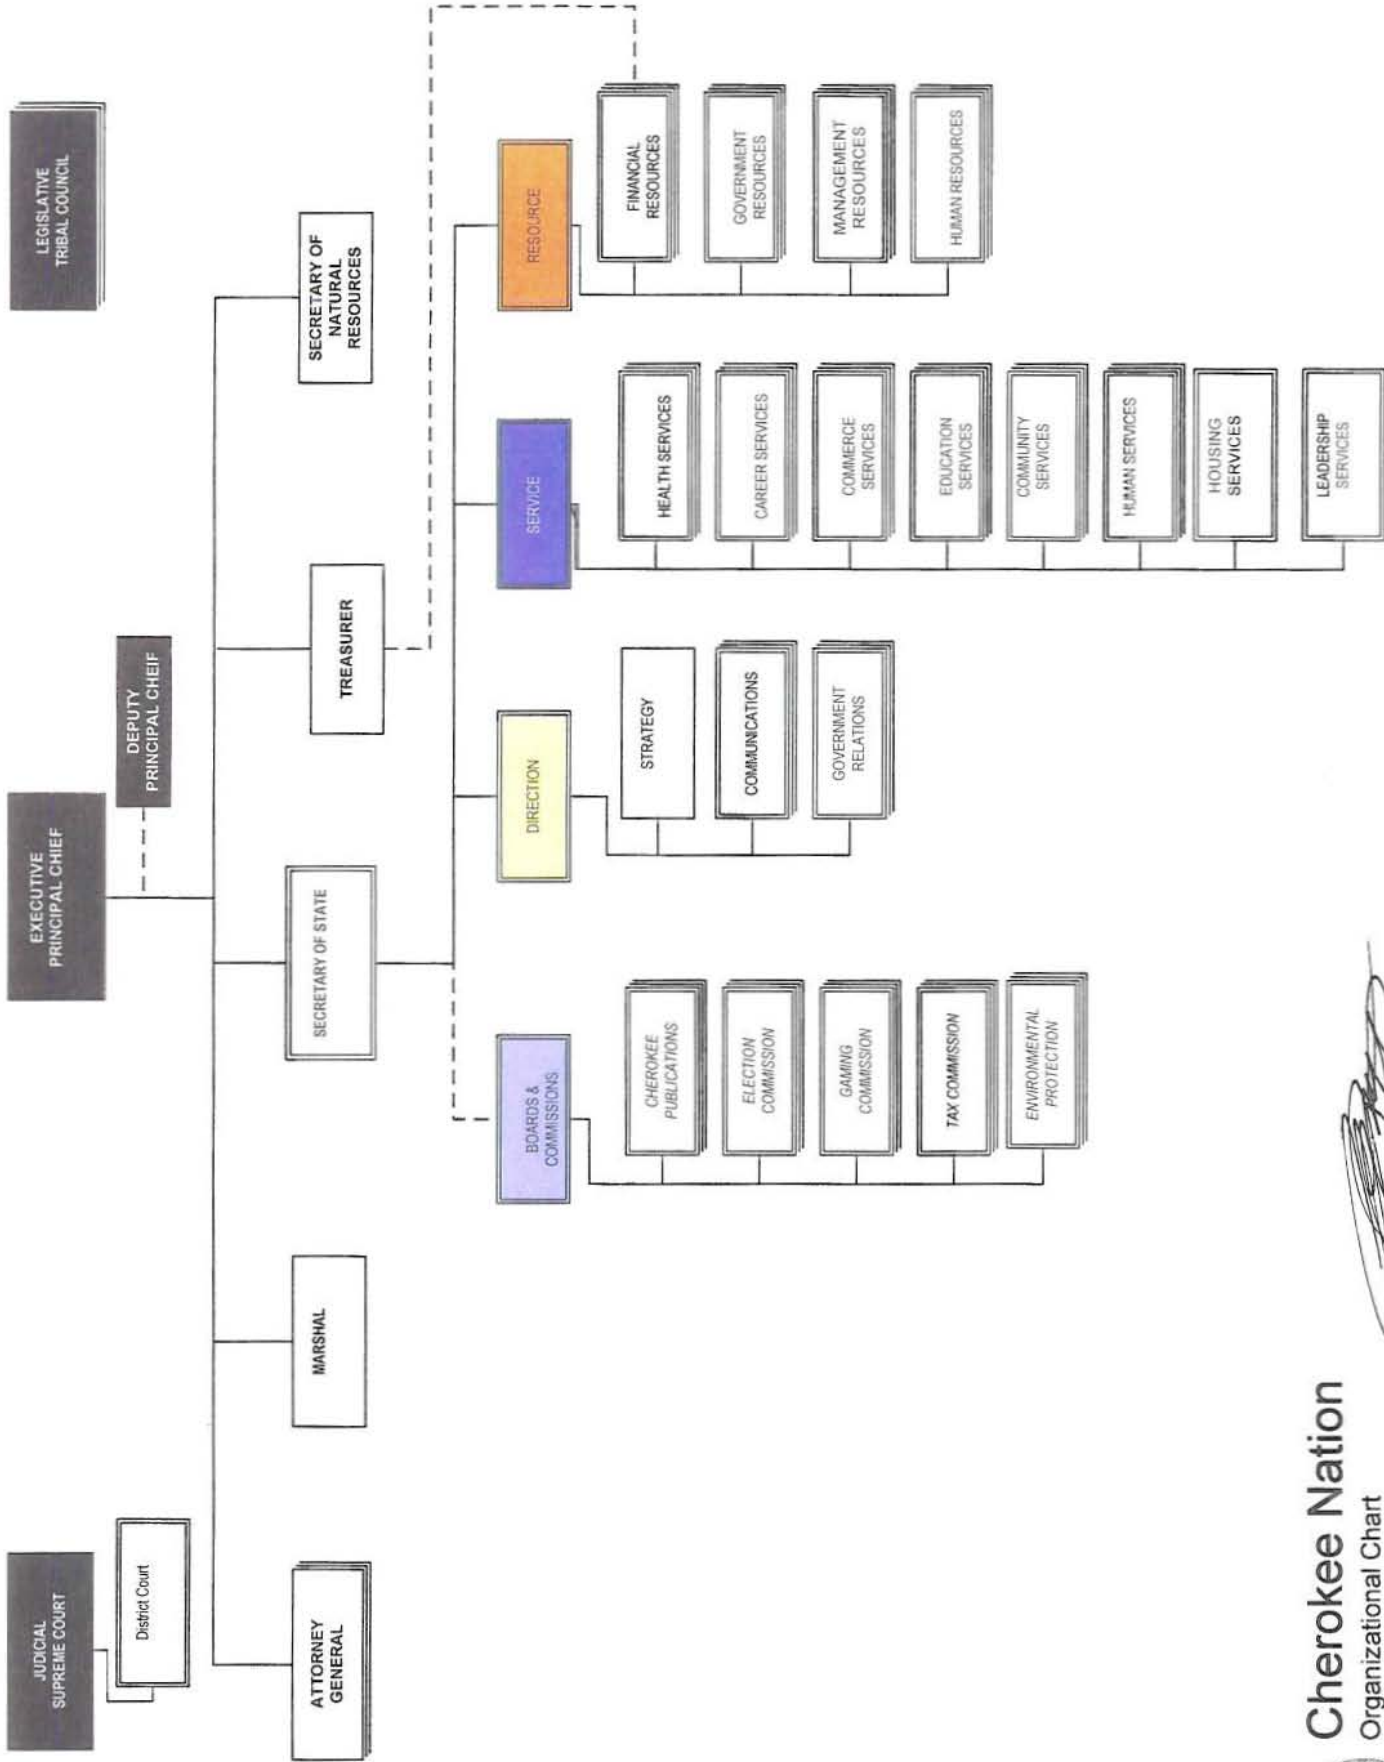 JUDICIAL
SUPREME COURT
District Court
EXECUTIVE
PRINCIPAL CHIEF
DEPUTY
PRINCIPAL CHEIF
LEGISLATIVE
TRIBAL COUNCIL
ATTORNEY
GENERAL
MARSHAL
SECRETARY OF STATE
TREASURER
SECRETARY OF
NATURAL
RESOURCES
BOARDS &
COMMISSIONS
CHEROKEE
PUBLICATIONS
ELECTION
COMMISSION
GAMING
COMMISSION
TAX COMMISSION
ENVIRONMENTAL
PROTECTION
DIRECTION
STRATEGY
COMMUNICATIONS
GOVERNMENT
RELATIONS
SERVICE
HEALTH SERVICES
CAREER SERVICES
COMMERCE
SERVICES
EDUCATION
SERVICES
COMMUNITY
SERVICES
HUMAN SERVICES
HOUSING
SERVICES
LEADERSHIP
SERVICES
RESOURCE
FINANCIAL
RESOURCES
GOVERNMENT
RESOURCES
MANAGEMENT
RESOURCES
HUMAN RESOURCES
Cherokee Nation
Organizational Chart